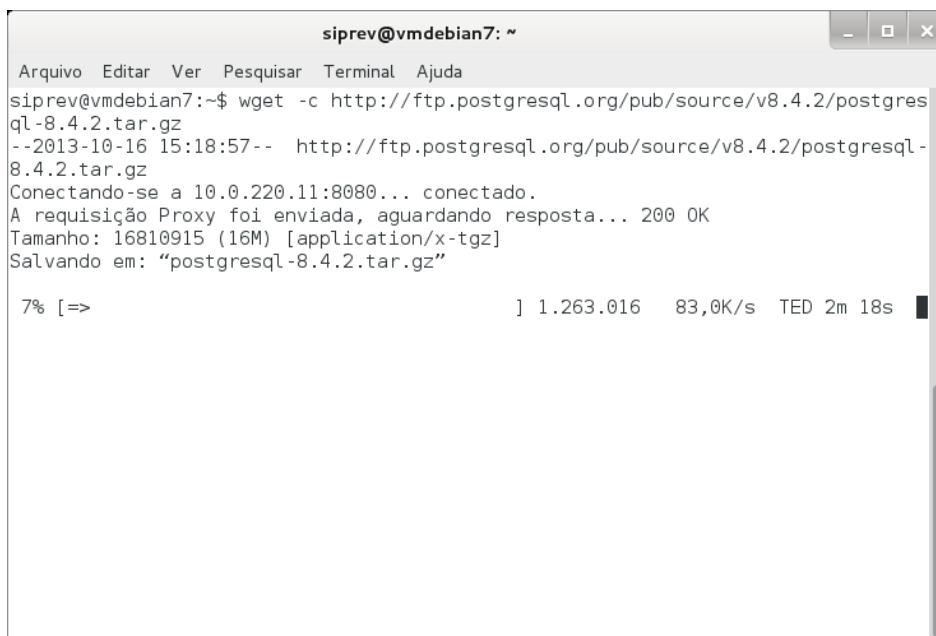 siprev@vmdebian7: ~
Arquivo Editar Ver Pesquisar Terminal Ajuda
siprev@vmdebian7:~$ wget -c http://ftp.postgresql.org/pub/source/v8.4.2/postgres
ql-8.4.2.tar.gz
--2013-10-16 15:18:57--  http://ftp.postgresql.org/pub/source/v8.4.2/postgresql-
8.4.2.tar.gz
Conectando-se a 10.0.220.11:8080... conectado.
A requisição Proxy foi enviada, aguardando resposta... 200 OK
Tamanho: 16810915 (16M) [application/x-tgz]
Salvando em: “postgresql-8.4.2.tar.gz”
7% [=>                                     ] 1.263.016   83,0K/s  TED 2m 18s